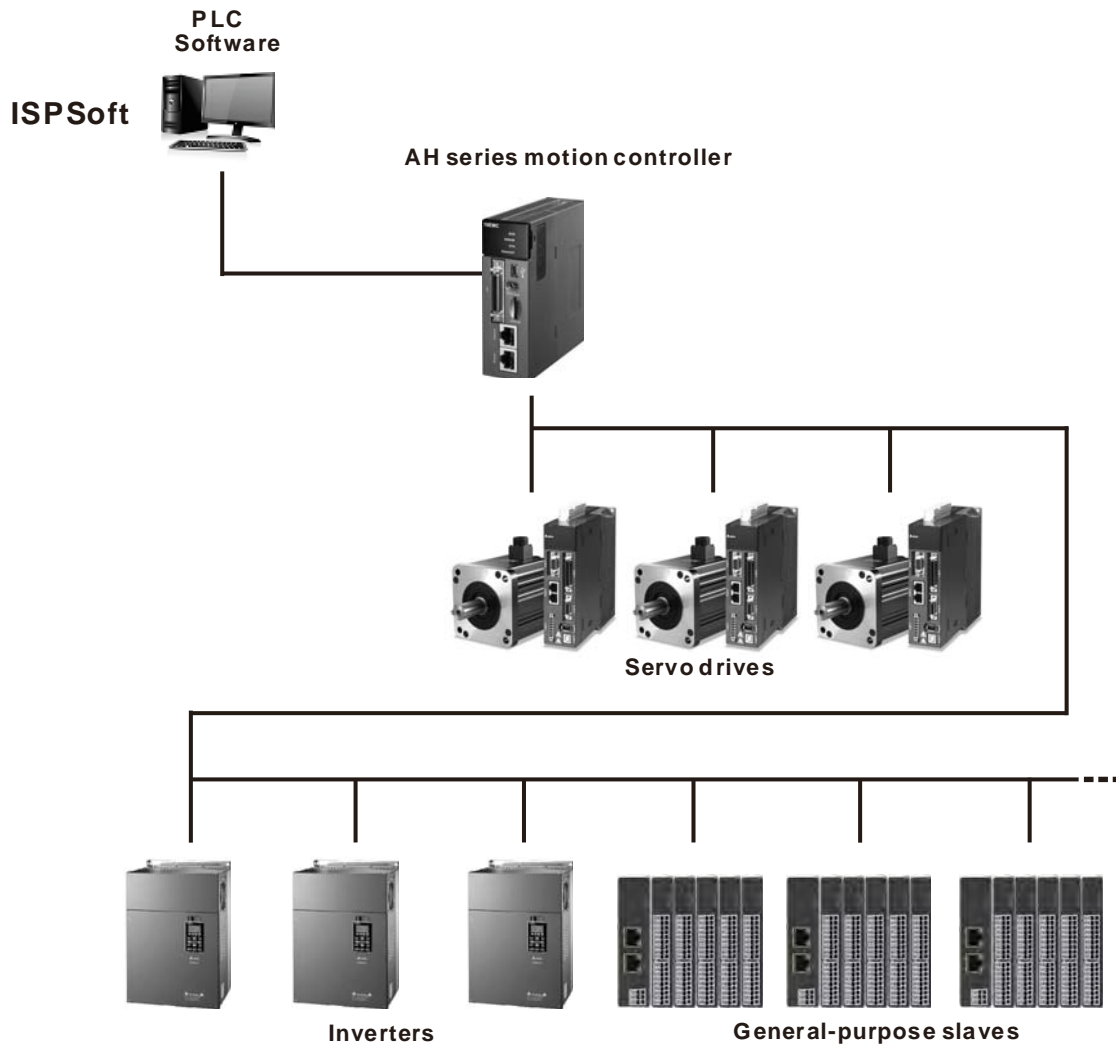 PLC
Software
ISPSoft
AH series motion controller
Servo drives
Inverters
General-purpose slaves